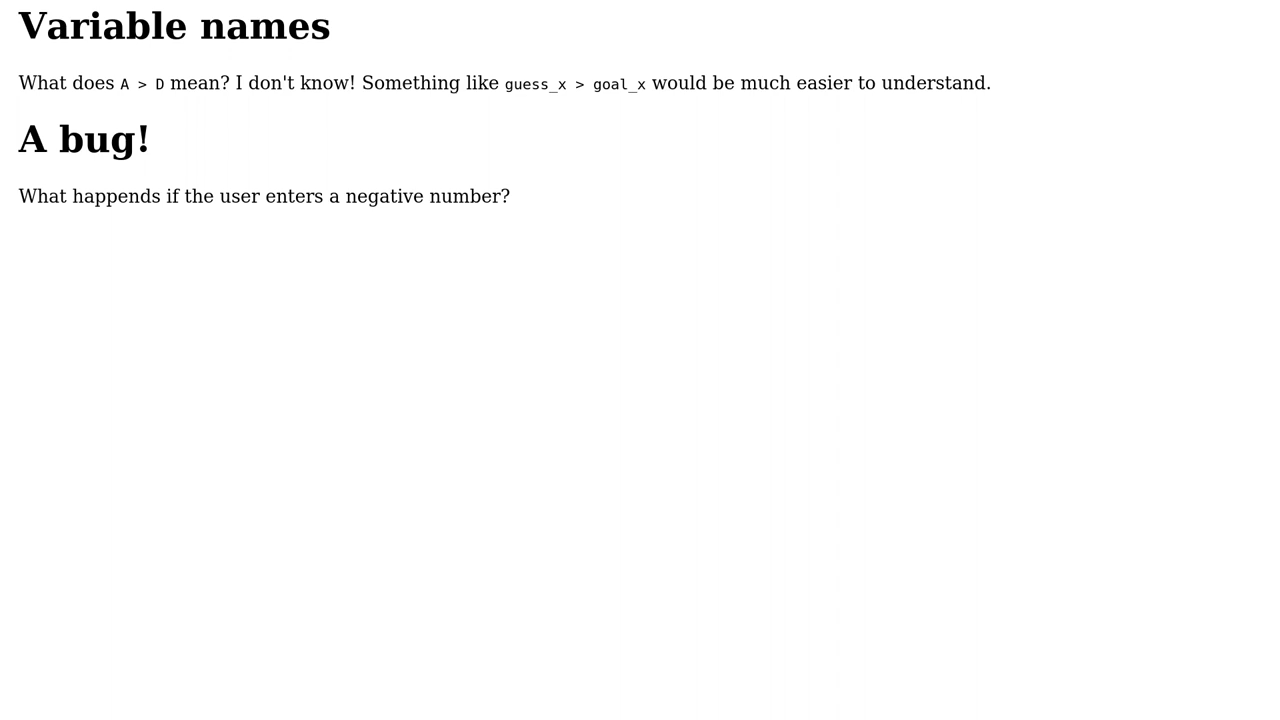 Variable names
What does A > D mean? I don't know! Something like guess_x > goal_x would be much easier to understand.
A bug!
What happends if the user enters a negative number?